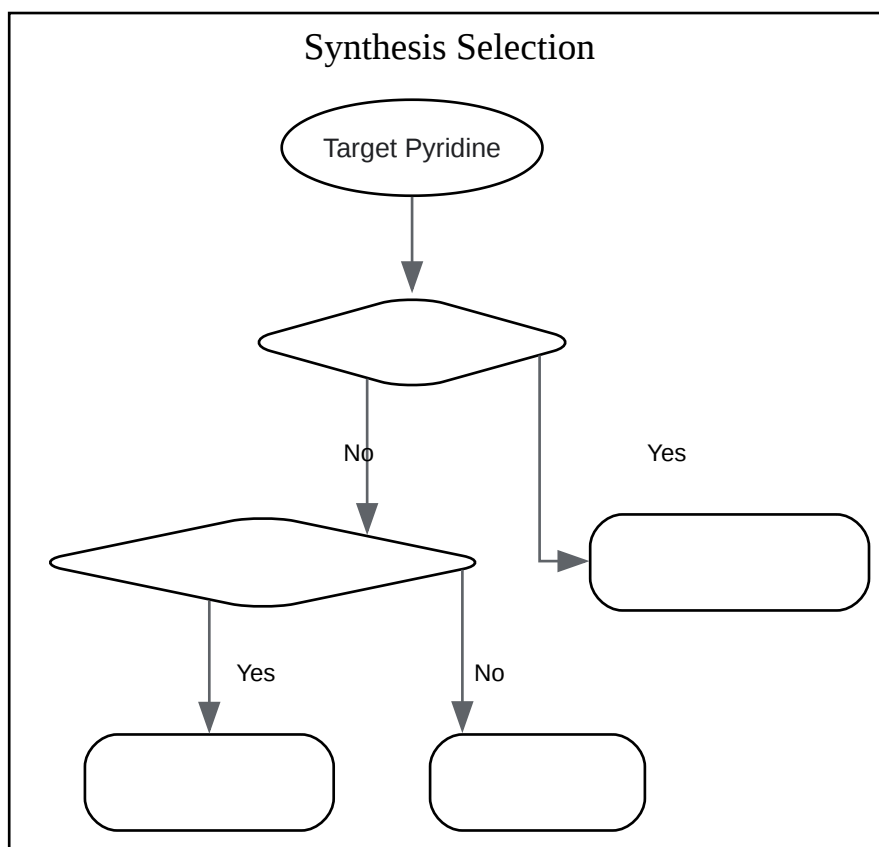 Synthesis Selection
Target Pyridine
No
Yes
Yes
No